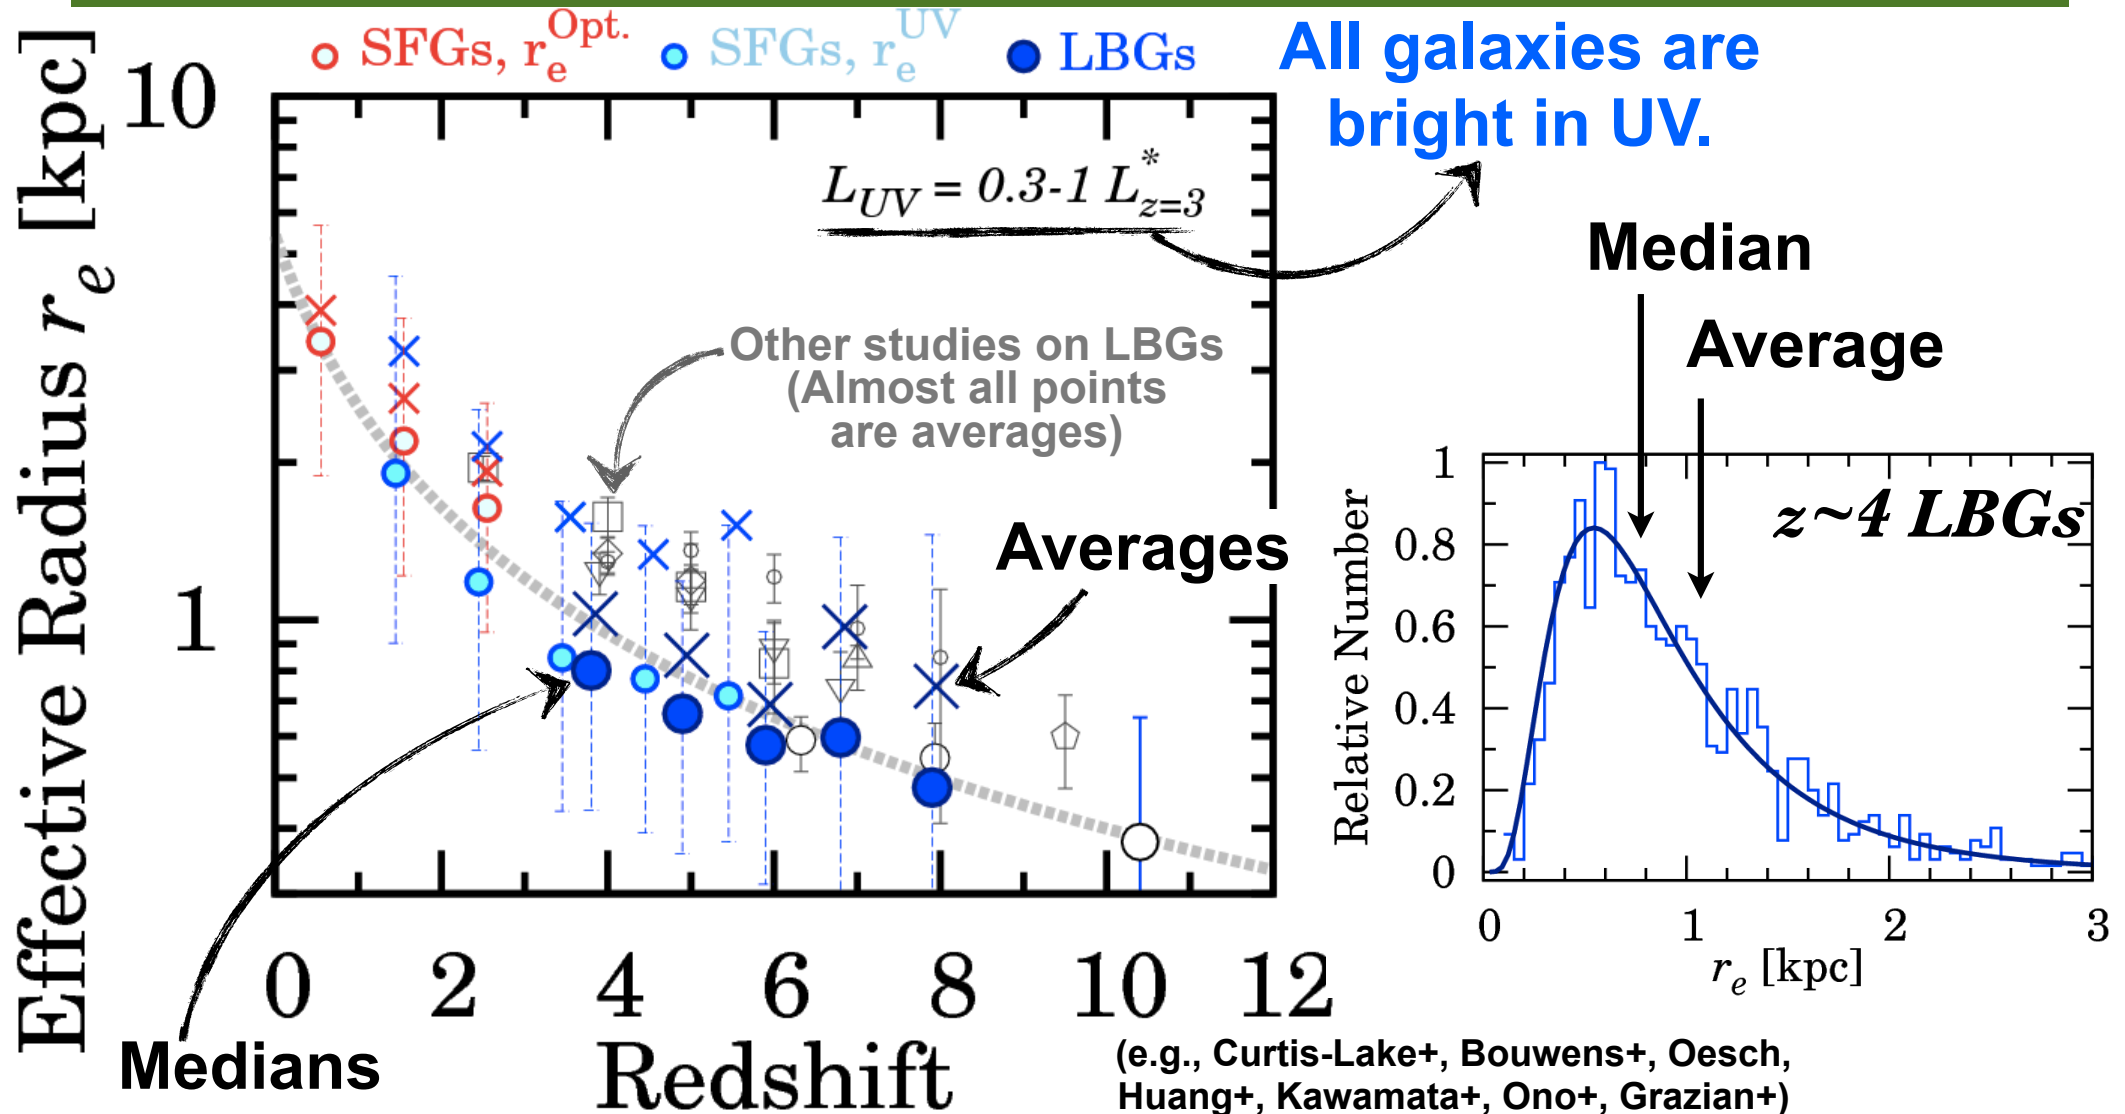 SFGs, r_e^Opt. SFGs, r_e^UV LBGs
All galaxies are
bright in UV.
Effective Radius r_e [kpc]
10
1
L_UV = 0.3-1 L*_z=3
Other studies on LBGs
(Almost all points
are averages)
Averages
Medians
0 2 4 6 8 10 12
Redshift
Median
Average
z~4 LBGs
Relative Number
1
0.8
0.6
0.4
0.2
0
0 1 2 3
r_e [kpc]
(e.g., Curtis-Lake+, Bouwens+, Oesch,
Huang+, Kawamata+, Ono+, Grazian+)